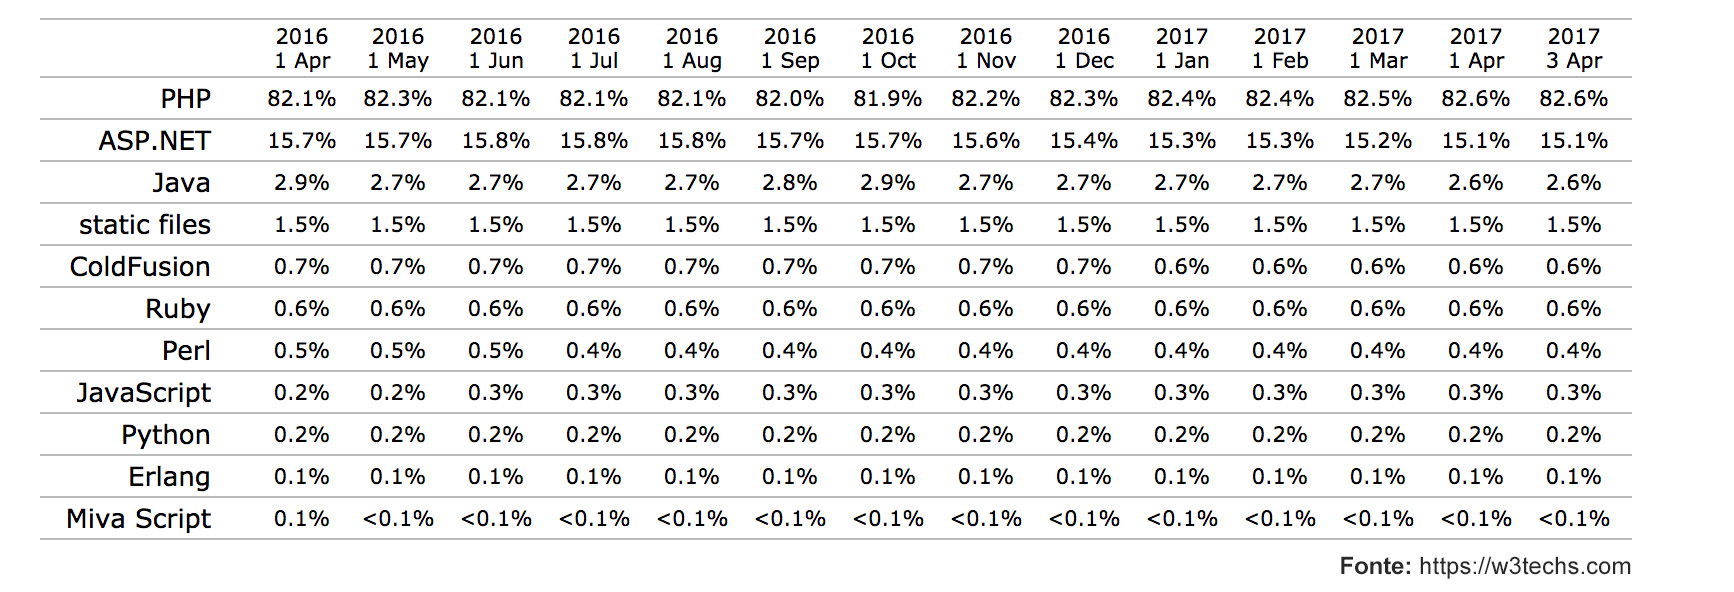 2016 2016 2016 2016 2016 2016 2016 2016 2016 2017 2017 2017 2017 2017
1 Apr 1 May 1 Jun 1 Jul 1 Aug 1 Sep 1 Oct 1 Nov 1 Dec 1 Jan 1 Feb 1 Mar 1 Apr 3 Apr
PHP 82.1% 82.3% 82.1% 82.1% 82.1% 82.0% 81.9% 82.2% 82.3% 82.4% 82.4% 82.5% 82.6% 82.6%
ASP.NET 15.7% 15.7% 15.8% 15.8% 15.8% 15.7% 15.7% 15.6% 15.4% 15.3% 15.3% 15.2% 15.1% 15.1%
Java 2.9% 2.7% 2.7% 2.7% 2.7% 2.8% 2.9% 2.7% 2.7% 2.7% 2.7% 2.7% 2.6% 2.6%
static files 1.5% 1.5% 1.5% 1.5% 1.5% 1.5% 1.5% 1.5% 1.5% 1.5% 1.5% 1.5% 1.5% 1.5%
ColdFusion 0.7% 0.7% 0.7% 0.7% 0.7% 0.7% 0.7% 0.7% 0.7% 0.6% 0.6% 0.6% 0.6% 0.6%
Ruby 0.6% 0.6% 0.6% 0.6% 0.6% 0.6% 0.6% 0.6% 0.6% 0.6% 0.6% 0.6% 0.6% 0.6%
Perl 0.5% 0.5% 0.5% 0.4% 0.4% 0.4% 0.4% 0.4% 0.4% 0.4% 0.4% 0.4% 0.4% 0.4%
JavaScript 0.2% 0.2% 0.3% 0.3% 0.3% 0.3% 0.3% 0.3% 0.3% 0.3% 0.3% 0.3% 0.3% 0.3%
Python 0.2% 0.2% 0.2% 0.2% 0.2% 0.2% 0.2% 0.2% 0.2% 0.2% 0.2% 0.2% 0.2% 0.2%
Erlang 0.1% 0.1% 0.1% 0.1% 0.1% 0.1% 0.1% 0.1% 0.1% 0.1% 0.1% 0.1% 0.1% 0.1%
Miva Script 0.1% <0.1% <0.1% <0.1% <0.1% <0.1% <0.1% <0.1% <0.1% <0.1% <0.1% <0.1% <0.1% <0.1%
Fonte: https://w3techs.com